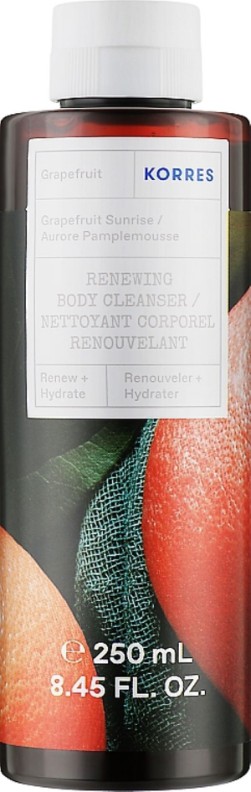 Grapefruit
KORRES
Grapefruit Sunrise /
Aurore Pamplemousse
RENEWING
BODY CLEANSER /
NETTOYANT CORPOREL
RENOUVELANT
Renew +
Hydrate
Renouveler +
Hydrater
℮ 250 mL
8.45 FL. OZ.